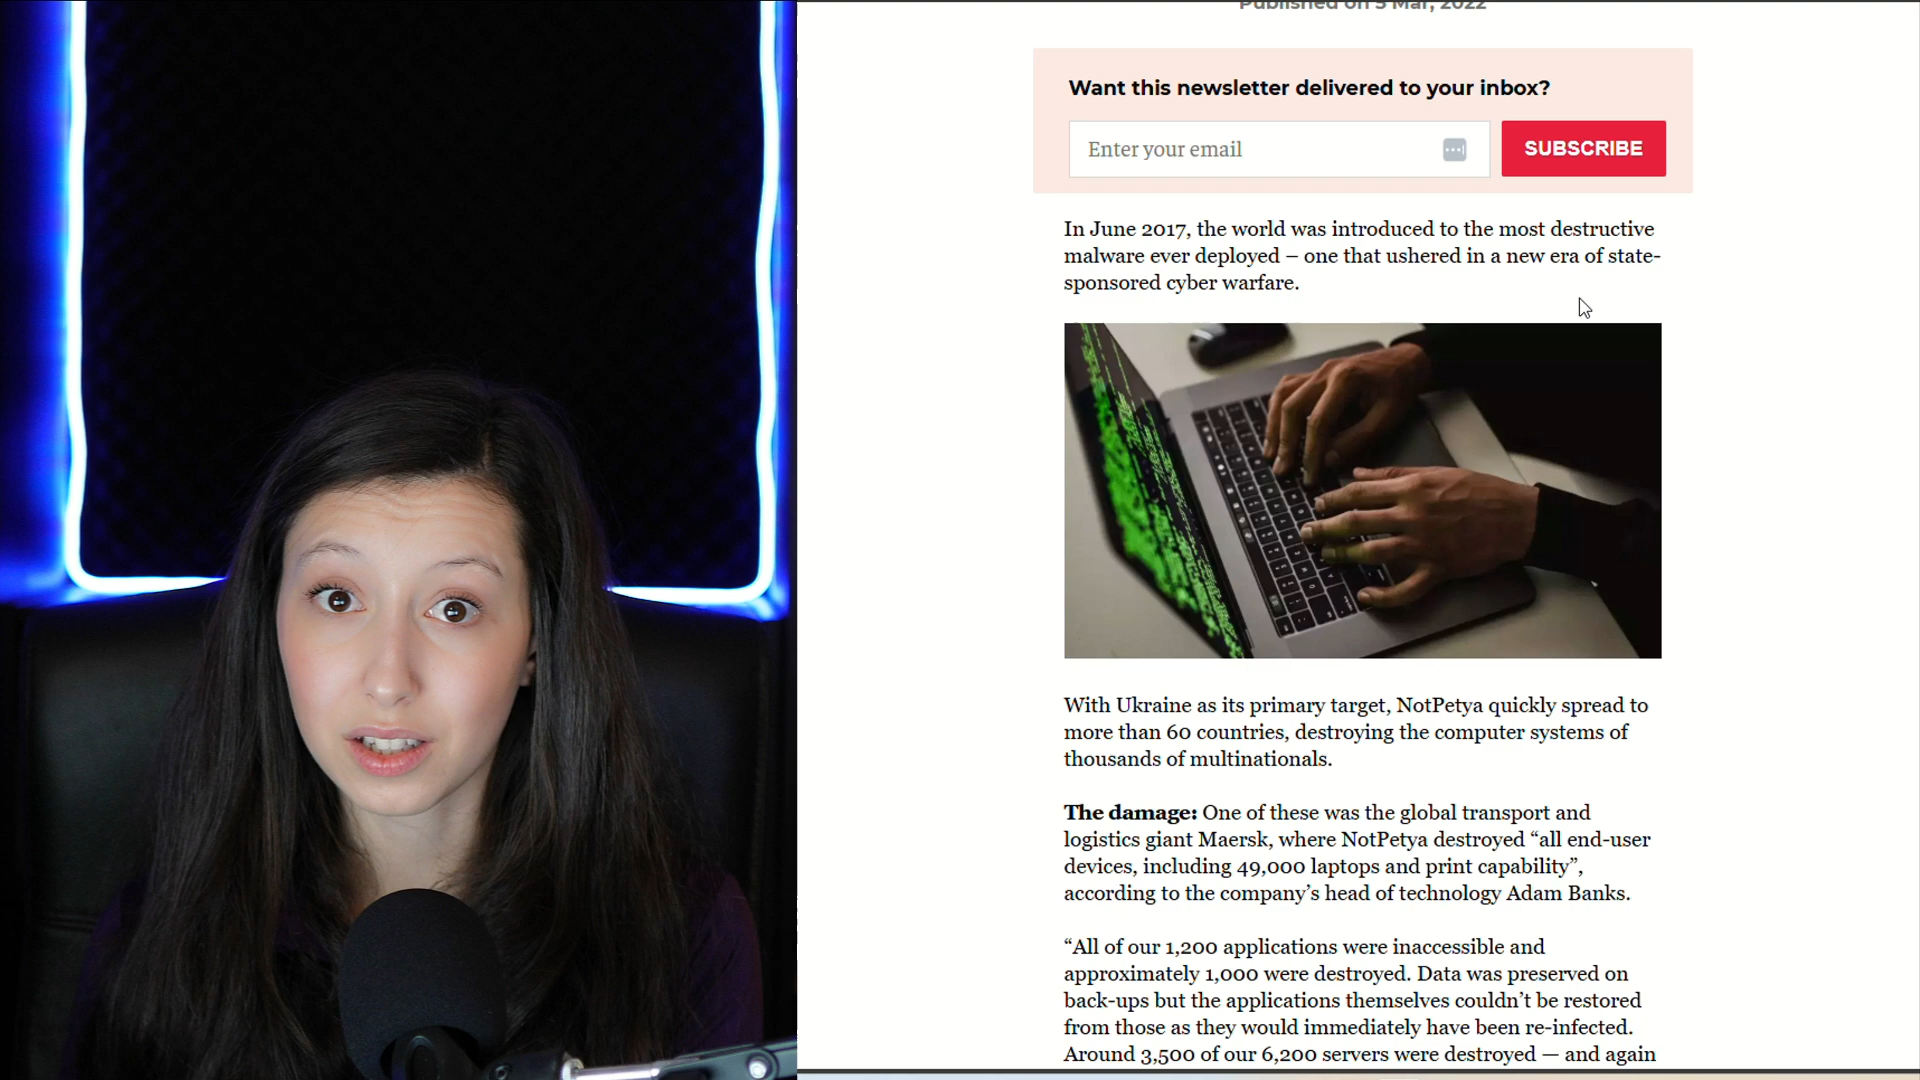 Published on 5 Mar, 2022
Want this newsletter delivered to your inbox?
Enter your email
SUBSCRIBE
In June 2017, the world was introduced to the most destructive
malware ever deployed – one that ushered in a new era of state-
sponsored cyber warfare.
With Ukraine as its primary target, NotPetya quickly spread to
more than 60 countries, destroying the computer systems of
thousands of multinationals.
The damage: One of these was the global transport and
logistics giant Maersk, where NotPetya destroyed “all end-user
devices, including 49,000 laptops and print capability”,
according to the company’s head of technology Adam Banks.
“All of our 1,200 applications were inaccessible and
approximately 1,000 were destroyed. Data was preserved on
back-ups but the applications themselves couldn’t be restored
from those as they would immediately have been re-infected.
Around 3,500 of our 6,200 servers were destroyed — and again